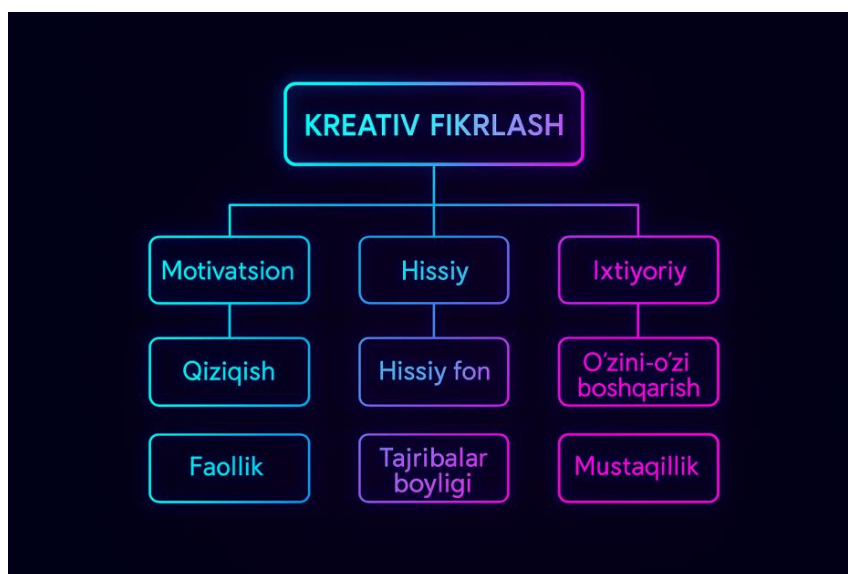 KREATIV FIKRLASH
Motivatsion
Hissiy
Ixtiyoriy
Qiziqish
Hissiy fon
O'zini-o'zi
boshqarish
Faollik
Tajribalar
boyligi
Mustaqillik